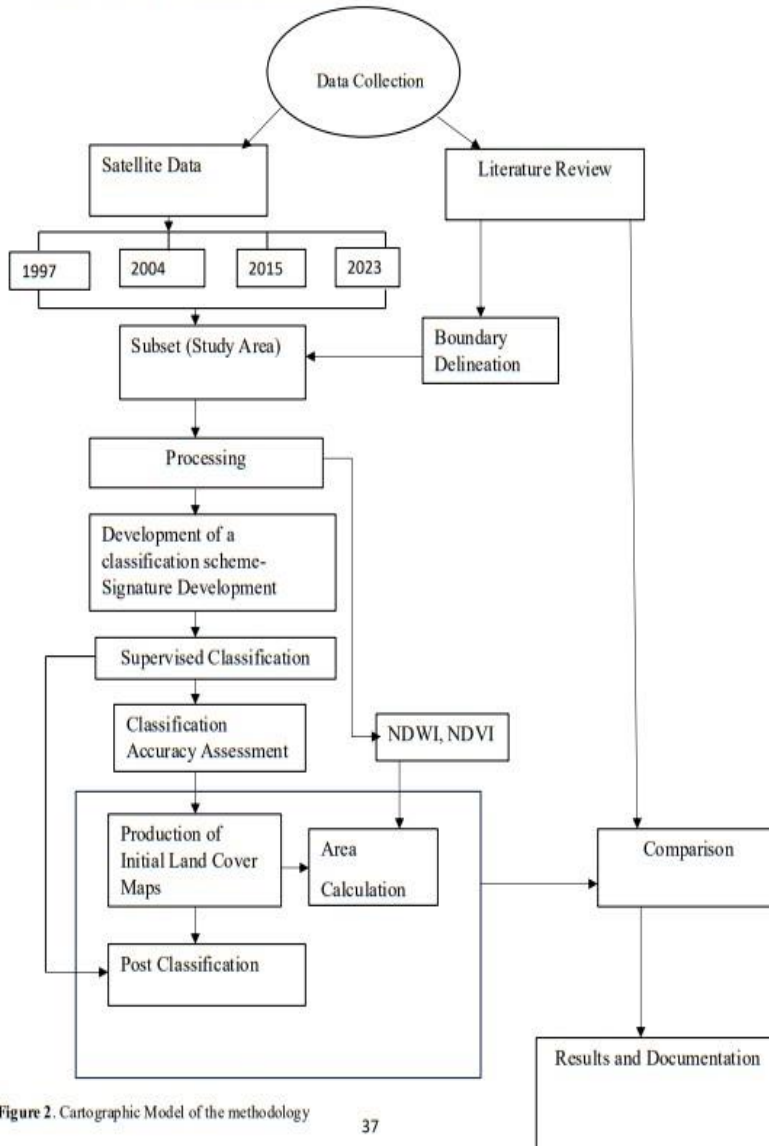 Data Collection
Satellite Data
Literature Review
1997
2004
2015
2023
Subset (Study Area)
Boundary
Delineation
Processing
Development of a
classification scheme-
Signature Development
Supervised Classification
Classification
Accuracy Assessment
NDWI, NDVI
Production of
Initial Land Cover
Maps
Area
Calculation
Comparison
Post Classification
Results and Documentation
Figure 2. Cartographic Model of the methodology
37